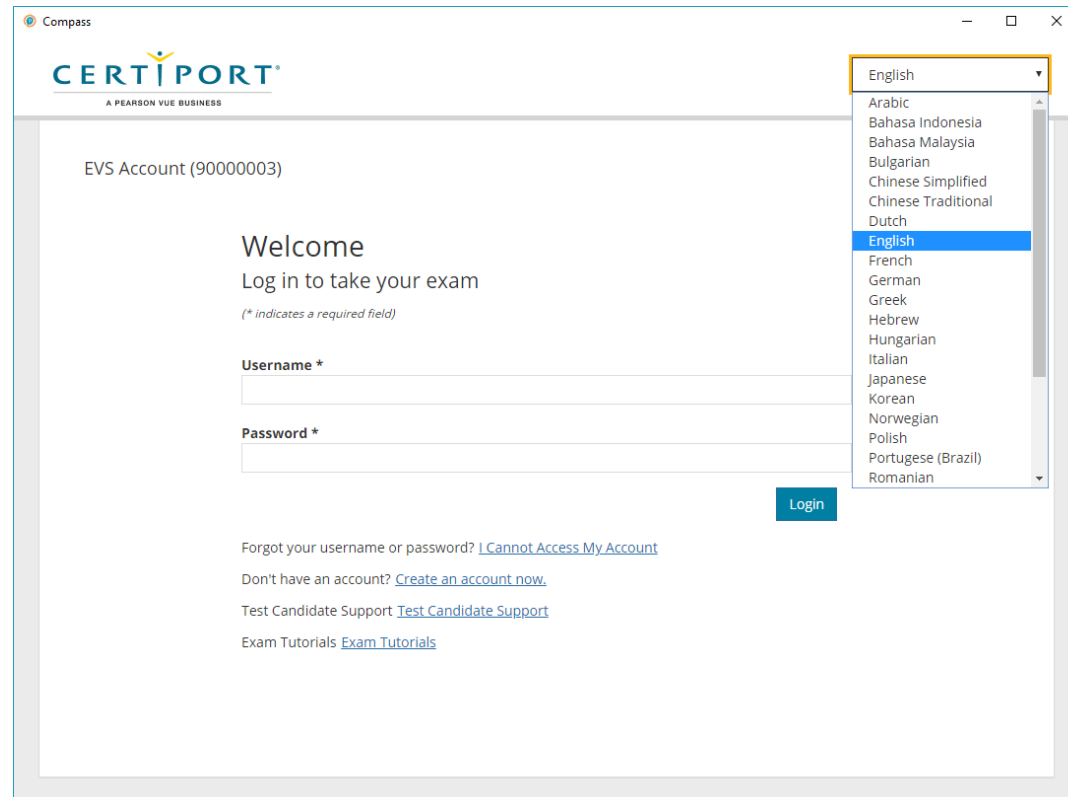 Compass
CERTIPORT
A PEARSON VUE BUSINESS
English
Arabic
Bahasa Indonesia
Bahasa Malaysia
Bulgarian
Chinese Simplified
Chinese Traditional
Dutch
English
French
German
Greek
Hebrew
Hungarian
Italian
Japanese
Korean
Norwegian
Polish
Portugese (Brazil)
Romanian
EVS Account (90000003)
Welcome
Log in to take your exam
(* indicates a required field)
Username *
Password *
Login
Forgot your username or password? I Cannot Access My Account
Don't have an account? Create an account now.
Test Candidate Support Test Candidate Support
Exam Tutorials Exam Tutorials